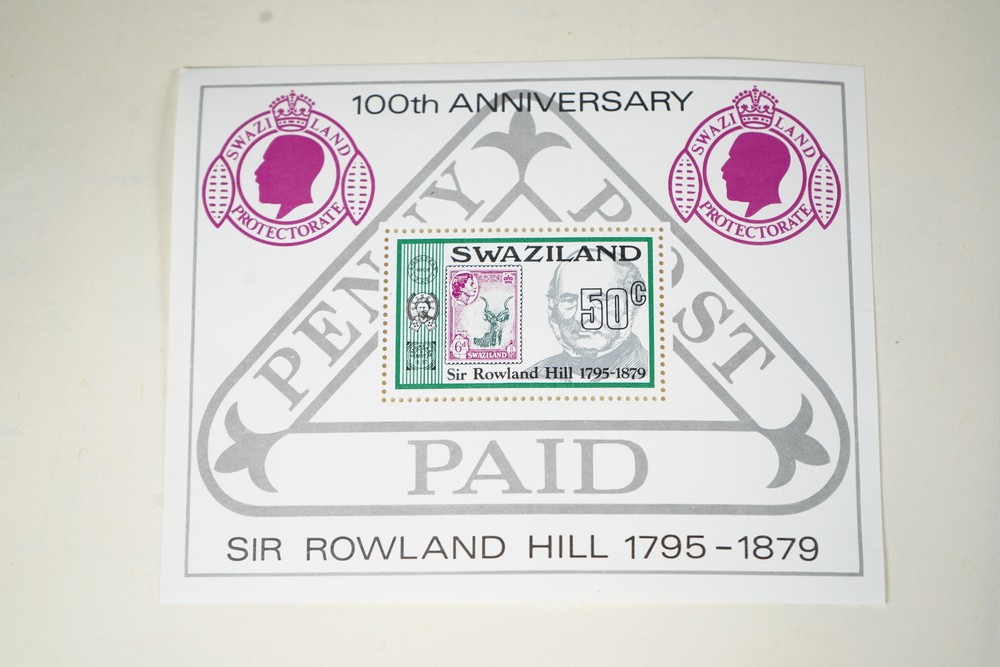 100th ANNIVERSARY
SWAZI LAND
PROTECTORATE
SWAZI LAND
PROTECTORATE
PENNY POST
PAID
SWAZILAND
50c
6d
SWAZILAND
Sir Rowland Hill 1795-1879
SIR ROWLAND HILL 1795-1879